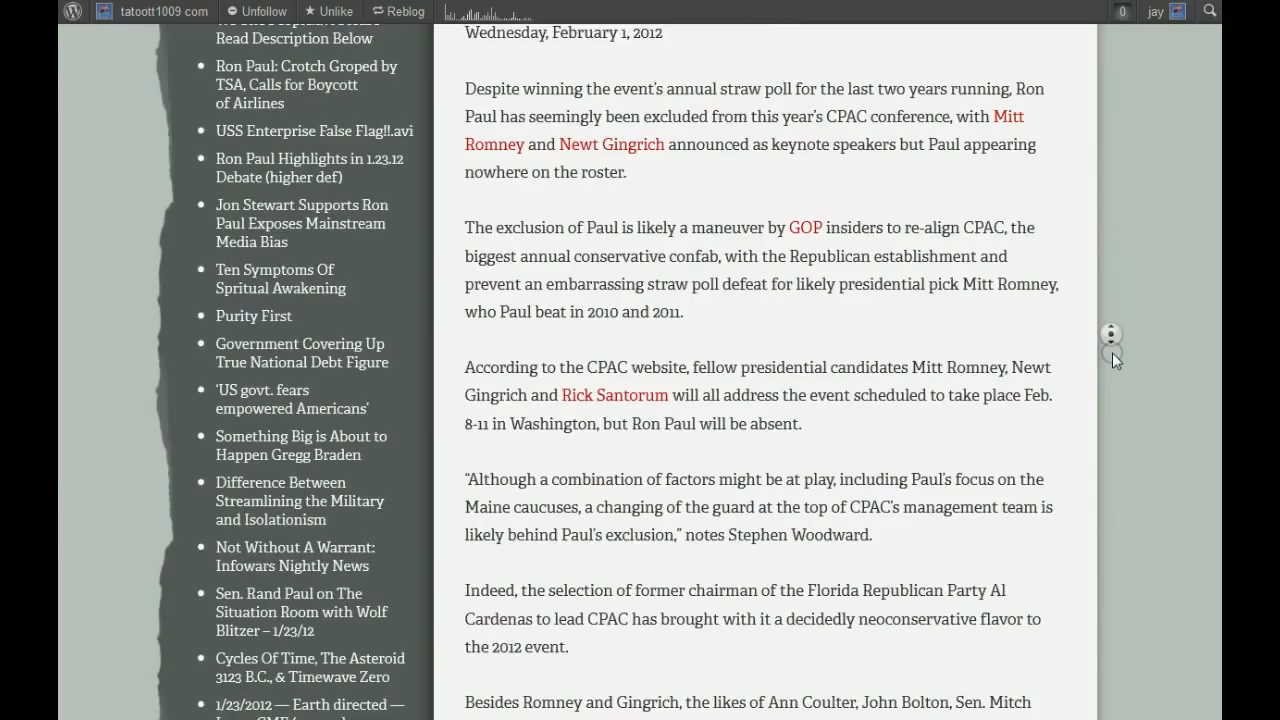 tatoott1009 com
Unfollow
Unlike
Reblog
0
jay
Read Description Below
Ron Paul: Crotch Groped by
TSA, Calls for Boycott
of Airlines
USS Enterprise False Flag!!.avi
Ron Paul Highlights in 1.23.12
Debate (higher def)
Jon Stewart Supports Ron
Paul Exposes Mainstream
Media Bias
Ten Symptoms Of
Spritual Awakening
Purity First
Government Covering Up
True National Debt Figure
'US govt. fears
empowered Americans'
Something Big is About to
Happen Gregg Braden
Difference Between
Streamlining the Military
and Isolationism
Not Without A Warrant:
Infowars Nightly News
Sen. Rand Paul on The
Situation Room with Wolf
Blitzer – 1/23/12
Cycles Of Time, The Asteroid
3123 B.C., & Timewave Zero
1/23/2012 — Earth directed —
Wednesday, February 1, 2012
Despite winning the event's annual straw poll for the last two years running, Ron
Paul has seemingly been excluded from this year's CPAC conference, with Mitt
Romney and Newt Gingrich announced as keynote speakers but Paul appearing
nowhere on the roster.
The exclusion of Paul is likely a maneuver by GOP insiders to re-align CPAC, the
biggest annual conservative confab, with the Republican establishment and
prevent an embarrassing straw poll defeat for likely presidential pick Mitt Romney,
who Paul beat in 2010 and 2011.
According to the CPAC website, fellow presidential candidates Mitt Romney, Newt
Gingrich and Rick Santorum will all address the event scheduled to take place Feb.
8-11 in Washington, but Ron Paul will be absent.
“Although a combination of factors might be at play, including Paul's focus on the
Maine caucuses, a changing of the guard at the top of CPAC's management team is
likely behind Paul's exclusion,” notes Stephen Woodward.
Indeed, the selection of former chairman of the Florida Republican Party Al
Cardenas to lead CPAC has brought with it a decidedly neoconservative flavor to
the 2012 event.
Besides Romney and Gingrich, the likes of Ann Coulter, John Bolton, Sen. Mitch